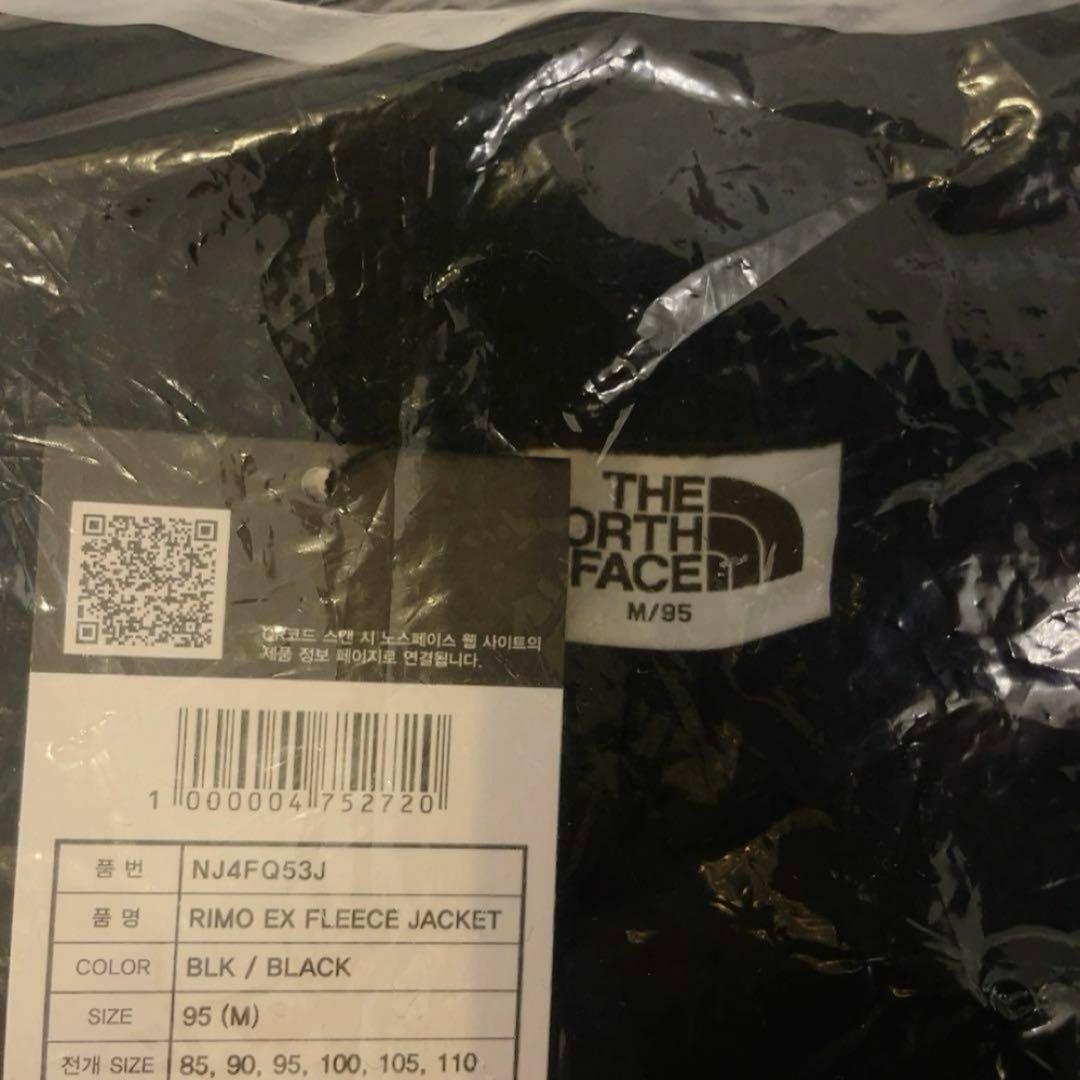 THE
ORTH
FACE
M/95
QR코드 스캔 시 노스페이스 웹 사이트의
제품 정보 페이지로 연결됩니다.
1 000004 752720
품 번 NJ4FQ53J
품 명 RIMO EX FLEECE JACKET
COLOR BLK / BLACK
SIZE 95 (M)
전개 SIZE 85, 90, 95, 100, 105, 110